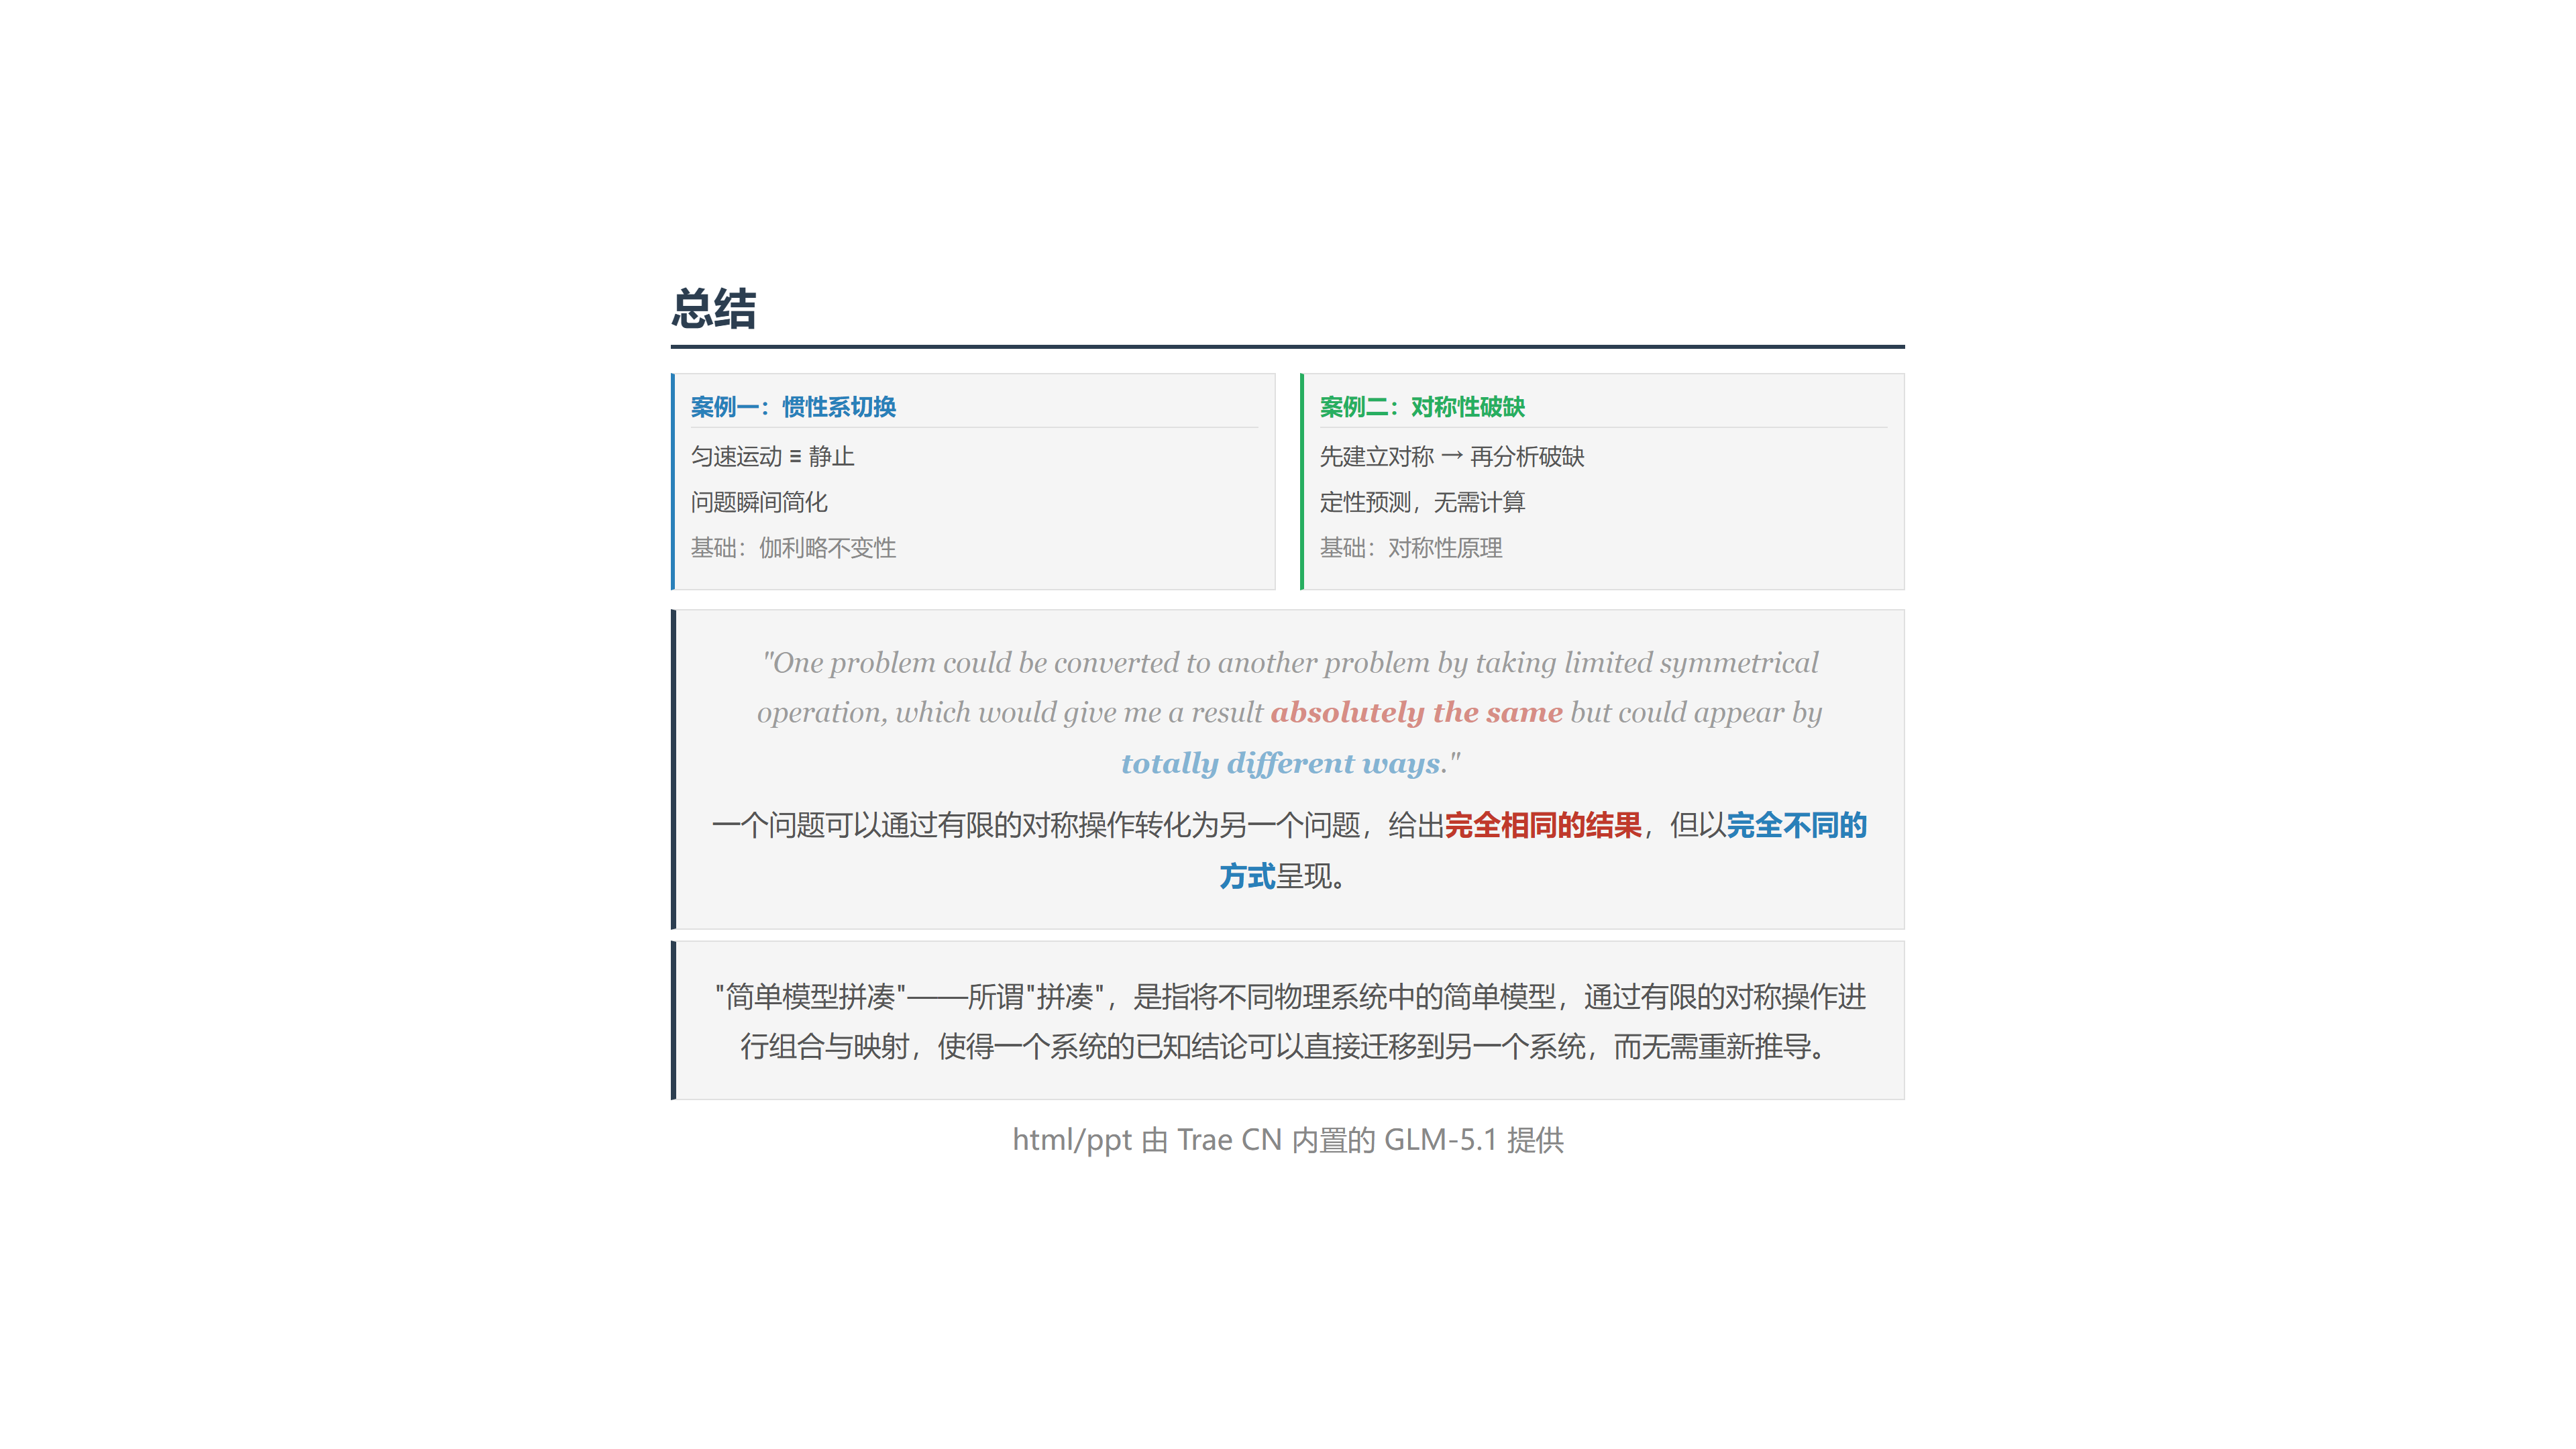 总结
案例一：惯性系切换
匀速运动 ≡ 静止
问题瞬间简化
基础：伽利略不变性
案例二：对称性破缺
先建立对称 → 再分析破缺
定性预测，无需计算
基础：对称性原理
"One problem could be converted to another problem by taking limited symmetrical
operation, which would give me a result absolutely the same but could appear by
totally different ways."
一个问题可以通过有限的对称操作转化为另一个问题，给出完全相同的结果，但以完全不同的
方式呈现。
"简单模型拼凑"——所谓"拼凑"，是指将不同物理系统中的简单模型，通过有限的对称操作进
行组合与映射，使得一个系统的已知结论可以直接迁移到另一个系统，而无需重新推导。
html/ppt 由 Trae CN 内置的 GLM-5.1 提供